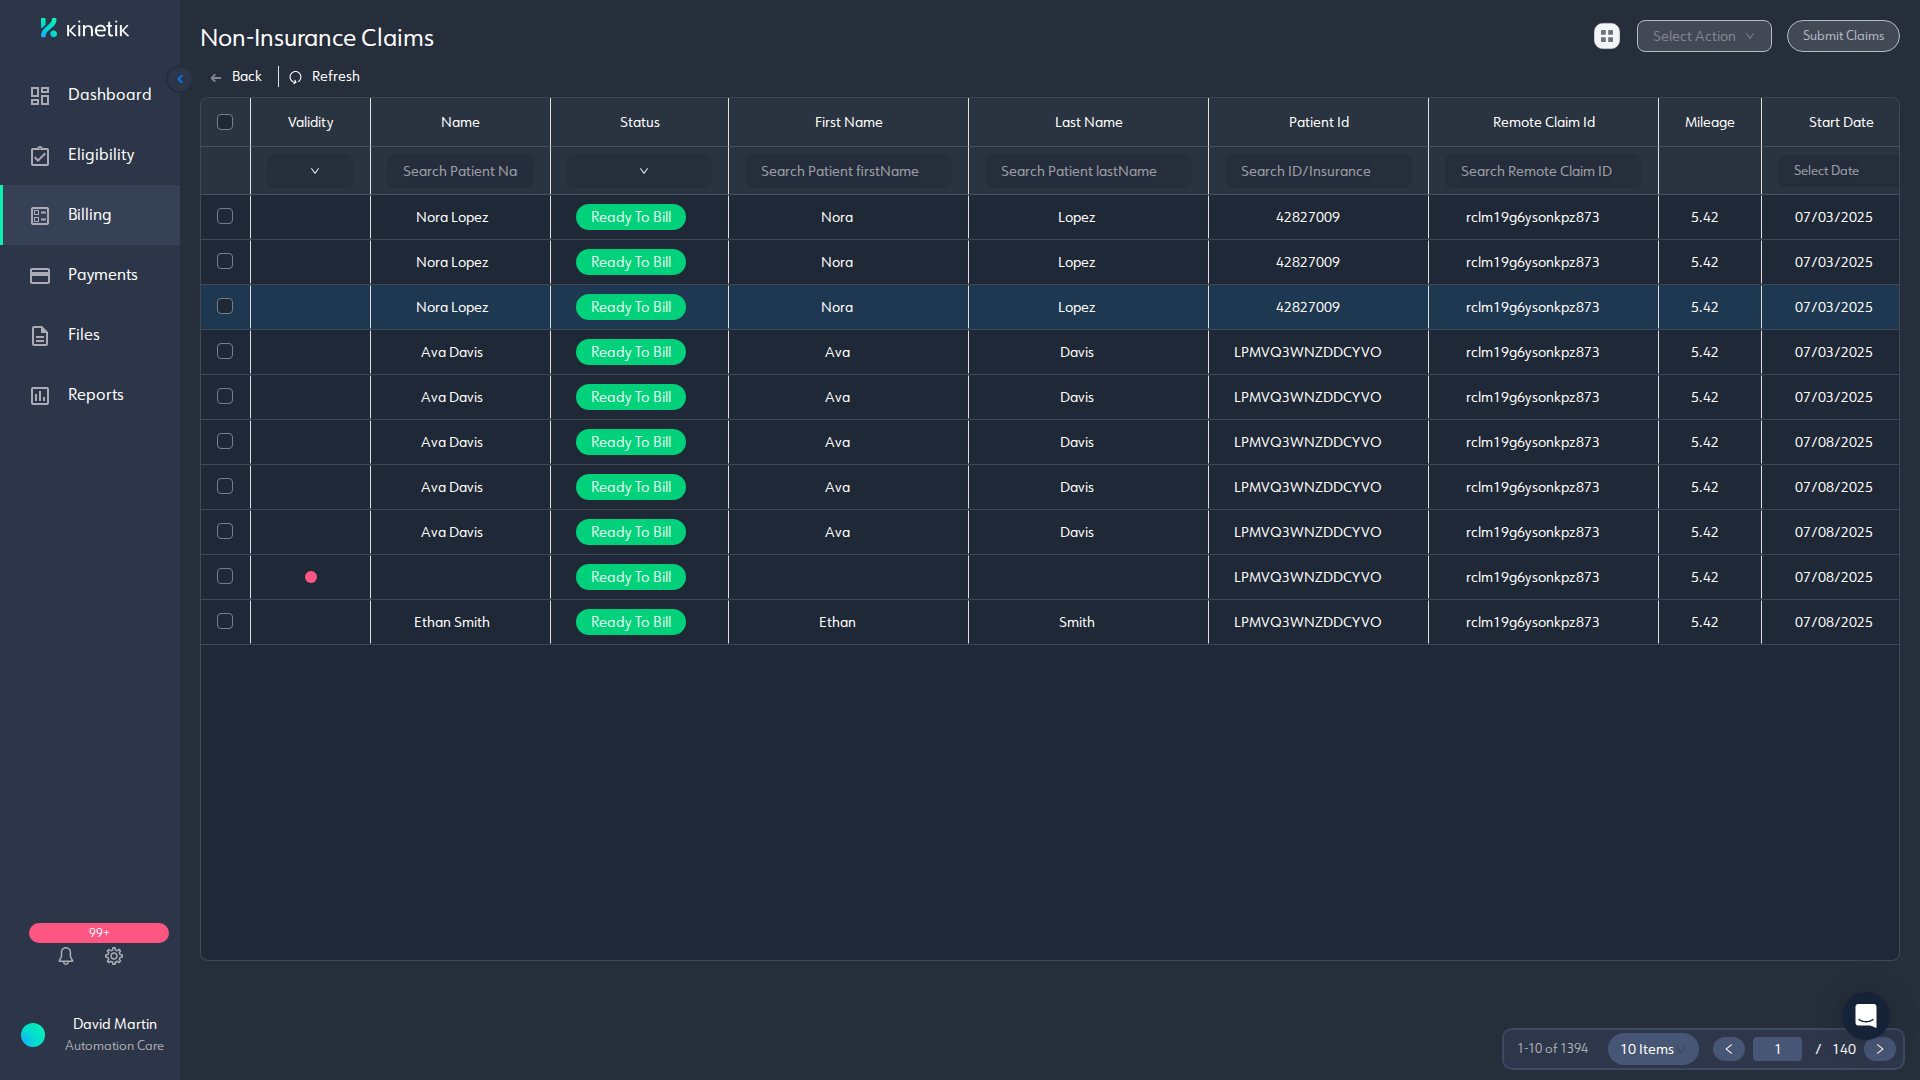 kinetik
Dashboard
Eligibility
Billing
Payments
Files
Reports
99+
David Martin
Automation Care
Non-Insurance Claims
Select Action
Submit Claims
Back
Refresh
Validity Name Status First Name Last Name Patient Id Remote Claim Id Mileage Start Date
Search Patient Na Search Patient firstName Search Patient lastName Search ID/Insurance Search Remote Claim ID Select Date
Nora Lopez Ready To Bill Nora Lopez 42827009 rclm19g6ysonkpz873 5.42 07/03/2025
Nora Lopez Ready To Bill Nora Lopez 42827009 rclm19g6ysonkpz873 5.42 07/03/2025
Nora Lopez Ready To Bill Nora Lopez 42827009 rclm19g6ysonkpz873 5.42 07/03/2025
Ava Davis Ready To Bill Ava Davis LPMVQ3WNZDDCYVO rclm19g6ysonkpz873 5.42 07/03/2025
Ava Davis Ready To Bill Ava Davis LPMVQ3WNZDDCYVO rclm19g6ysonkpz873 5.42 07/03/2025
Ava Davis Ready To Bill Ava Davis LPMVQ3WNZDDCYVO rclm19g6ysonkpz873 5.42 07/08/2025
Ava Davis Ready To Bill Ava Davis LPMVQ3WNZDDCYVO rclm19g6ysonkpz873 5.42 07/08/2025
Ava Davis Ready To Bill Ava Davis LPMVQ3WNZDDCYVO rclm19g6ysonkpz873 5.42 07/08/2025
Ready To Bill LPMVQ3WNZDDCYVO rclm19g6ysonkpz873 5.42 07/08/2025
Ethan Smith Ready To Bill Ethan Smith LPMVQ3WNZDDCYVO rclm19g6ysonkpz873 5.42 07/08/2025
1-10 of 1394 10 Items 1 / 140